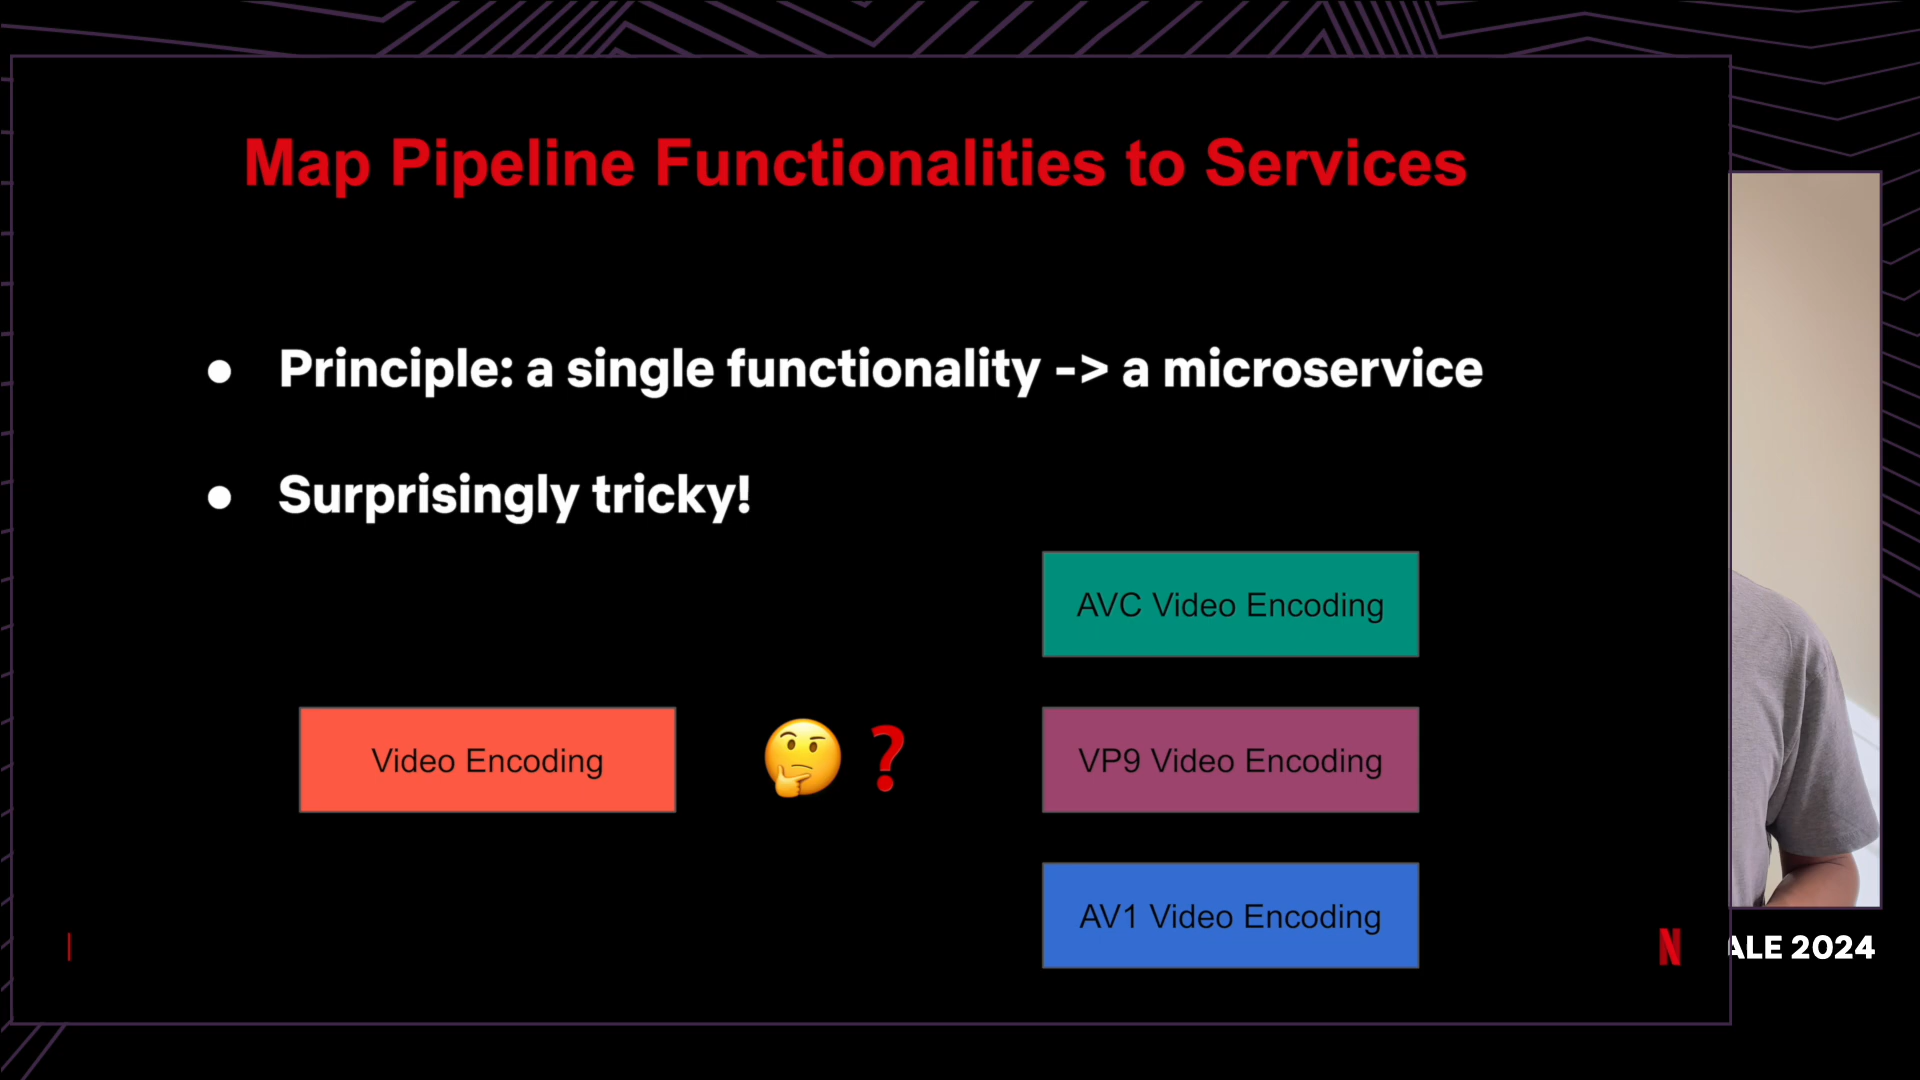 Map Pipeline Functionalities to Services
● Principle: a single functionality -> a microservice
● Surprisingly tricky!
AVC Video Encoding
Video Encoding
🤔❓
VP9 Video Encoding
AV1 Video Encoding
N
ALE 2024